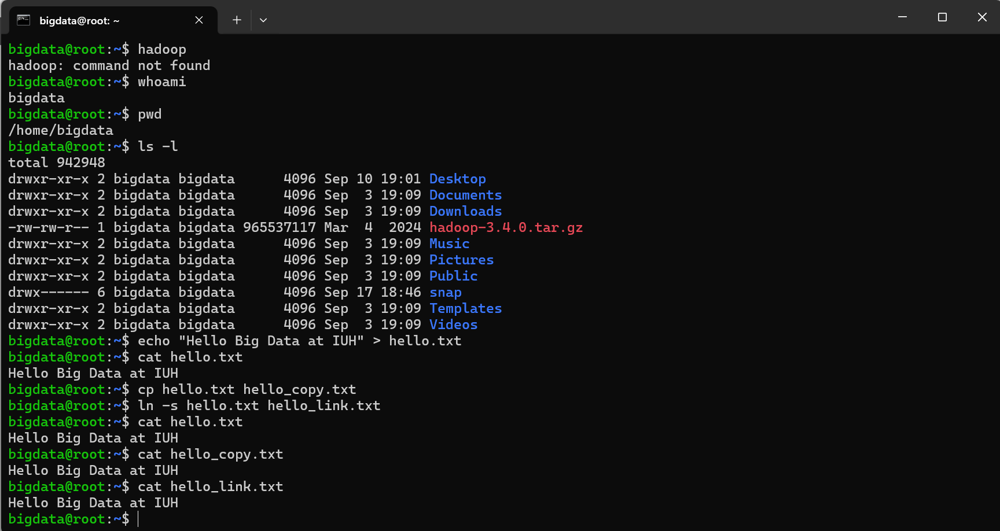 bigdata@root: ~
bigdata@root:~$ hadoop
hadoop: command not found
bigdata@root:~$ whoami
bigdata
bigdata@root:~$ pwd
/home/bigdata
bigdata@root:~$ ls -l
total 942948
drwxr-xr-x 2 bigdata bigdata      4096 Sep 10 19:01 Desktop
drwxr-xr-x 2 bigdata bigdata      4096 Sep  3 19:09 Documents
drwxr-xr-x 2 bigdata bigdata      4096 Sep  3 19:09 Downloads
-rw-rw-r-- 1 bigdata bigdata 965537117 Mar  4  2024 hadoop-3.4.0.tar.gz
drwxr-xr-x 2 bigdata bigdata      4096 Sep  3 19:09 Music
drwxr-xr-x 2 bigdata bigdata      4096 Sep  3 19:09 Pictures
drwxr-xr-x 2 bigdata bigdata      4096 Sep  3 19:09 Public
drwx------ 6 bigdata bigdata      4096 Sep 17 18:46 snap
drwxr-xr-x 2 bigdata bigdata      4096 Sep  3 19:09 Templates
drwxr-xr-x 2 bigdata bigdata      4096 Sep  3 19:09 Videos
bigdata@root:~$ echo "Hello Big Data at IUH" > hello.txt
bigdata@root:~$ cat hello.txt
Hello Big Data at IUH
bigdata@root:~$ cp hello.txt hello_copy.txt
bigdata@root:~$ ln -s hello.txt hello_link.txt
bigdata@root:~$ cat hello.txt
Hello Big Data at IUH
bigdata@root:~$ cat hello_copy.txt
Hello Big Data at IUH
bigdata@root:~$ cat hello_link.txt
Hello Big Data at IUH
bigdata@root:~$